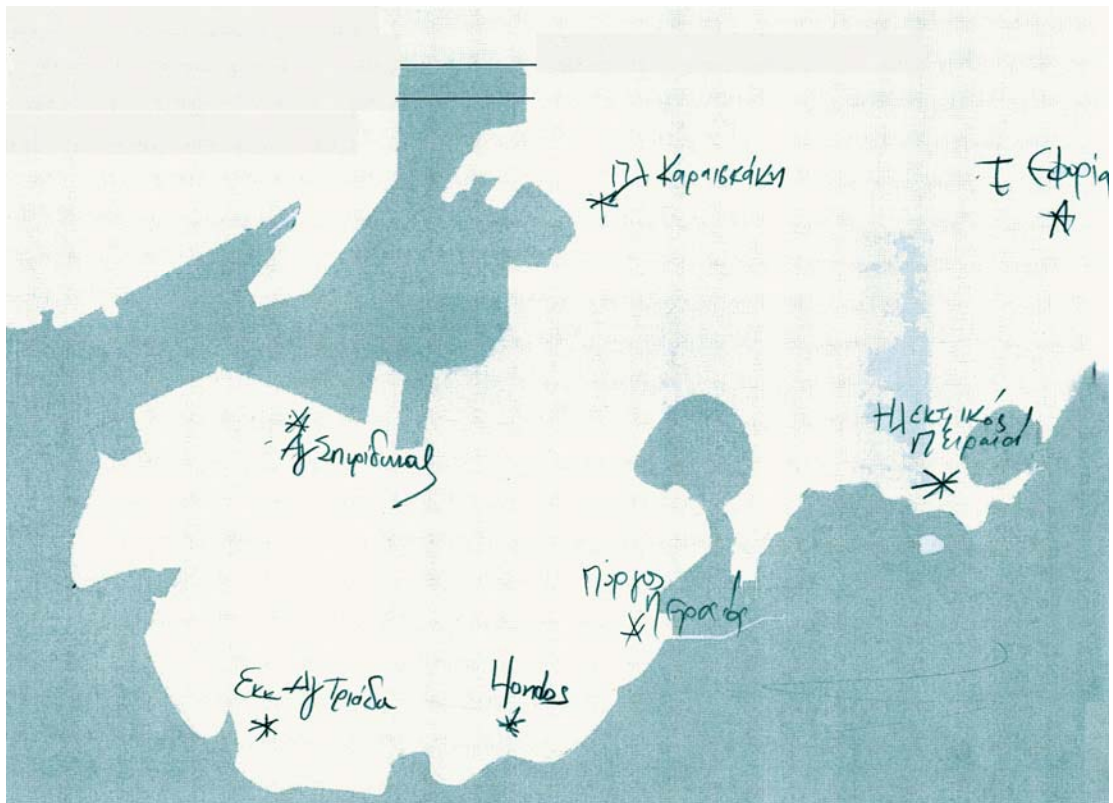 Πλ Καραισκάκη
Εφορία
Ηλεκτρικός
Πειραιά
Αγ Σπυρίδωνας
Πύργος
Πειραιά
Εκκ Αγ Τριάδα
Hondos